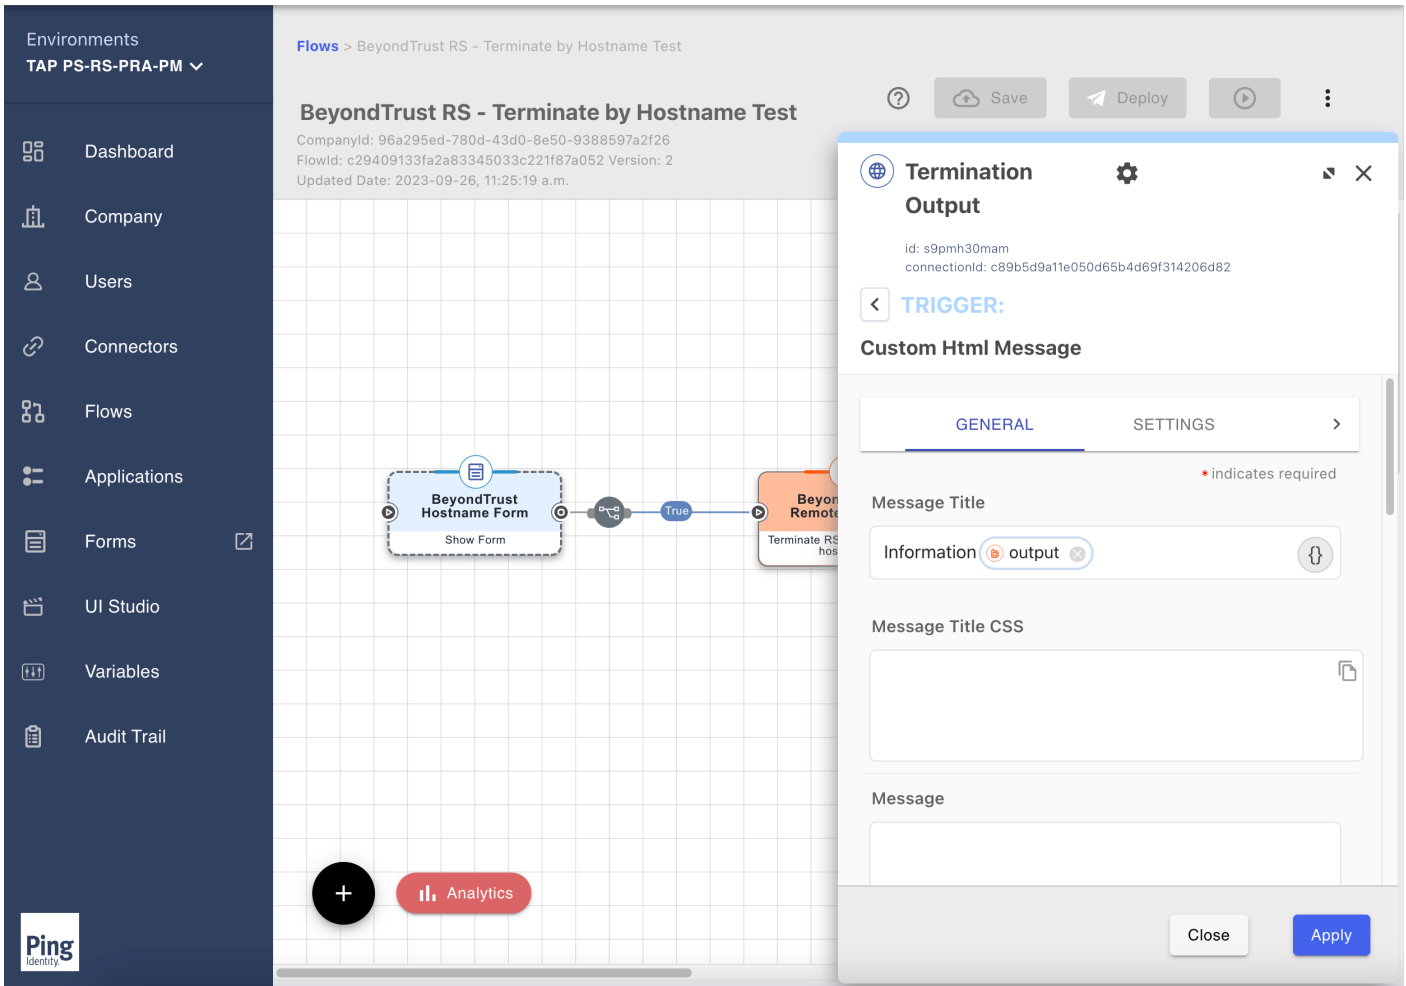 Environments
TAP PS-RS-PRA-PM
Dashboard
Company
Users
Connectors
Flows
Applications
Forms
UI Studio
Variables
Audit Trail
Ping
Identity.
Flows > BeyondTrust RS - Terminate by Hostname Test
BeyondTrust RS - Terminate by Hostname Test
CompanyId: 96a295ed-780d-43d0-8e50-9388597a2f26
FlowId: c29409133fa2a83345033c221f87a052 Version: 2
Updated Date: 2023-09-26, 11:25:19 a.m.
Save
Deploy
BeyondTrust
Hostname Form
Show Form
True
Beyon
Remote
Terminate RS
hos
Analytics
Termination
Output
id: s9pmh30mam
connectionId: c89b5d9a11e050d65b4d69f314206d82
TRIGGER:
Custom Html Message
GENERAL
SETTINGS
* indicates required
Message Title
Information output {}
Message Title CSS
Message
Close
Apply